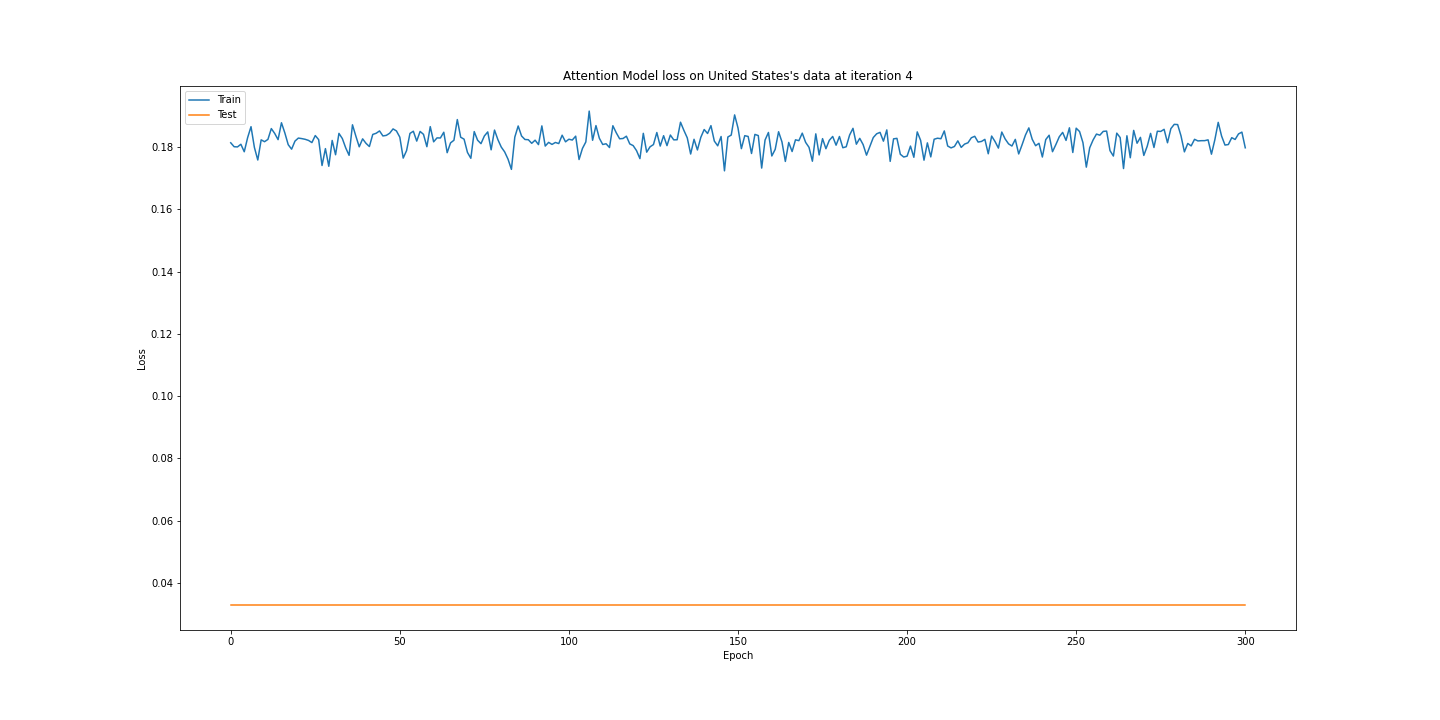 Attention Model loss on United States's data at iteration 4
Train
Test
0.18
0.16
0.14
0.12
0.10
0.08
0.06
0.04
Loss
0 50 100 150 200 250 300
Epoch